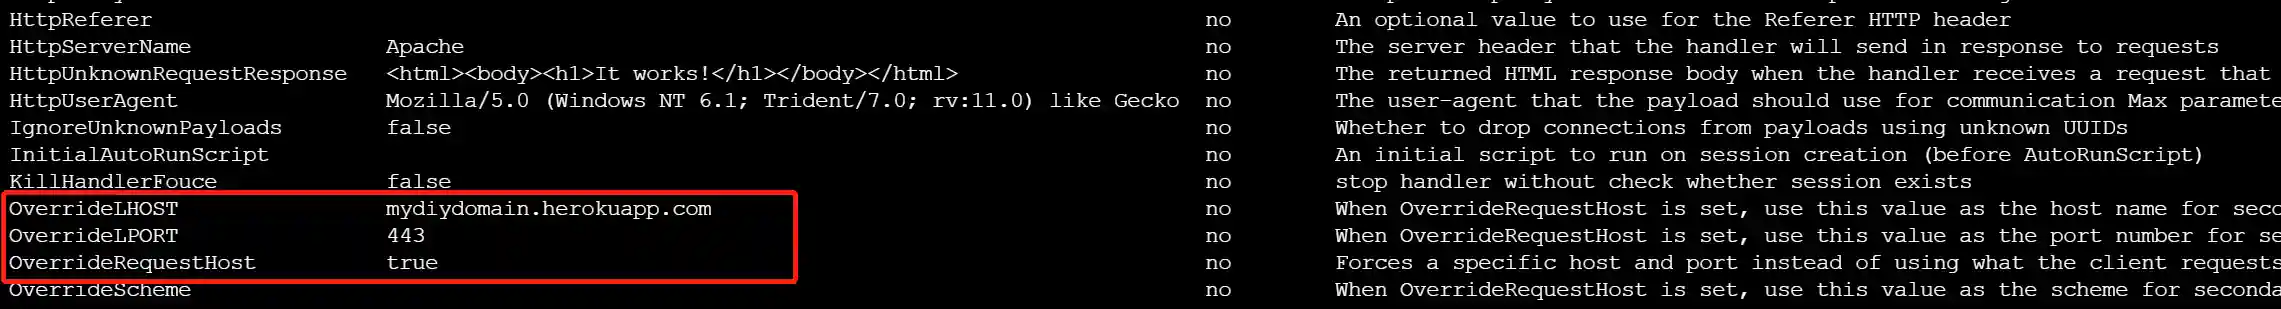 HttpReferer no An optional value to use for the Referer HTTP header
HttpServerName Apache no The server header that the handler will send in response to requests
HttpUnknownRequestResponse <html><body><h1>It works!</h1></body></html> no The returned HTML response body when the handler receives a request that
HttpUserAgent Mozilla/5.0 (Windows NT 6.1; Trident/7.0; rv:11.0) like Gecko no The user-agent that the payload should use for communication Max paramete
IgnoreUnknownPayloads false no Whether to drop connections from payloads using unknown UUIDs
InitialAutoRunScript no An initial script to run on session creation (before AutoRunScript)
KillHandlerFouce false no stop handler without check whether session exists
OverrideLHOST mydiydomain.herokuapp.com no When OverrideRequestHost is set, use this value as the host name for seco
OverrideLPORT 443 no When OverrideRequestHost is set, use this value as the port number for se
OverrideRequestHost true no Forces a specific host and port instead of using what the client requests
OverrideScheme no When OverrideRequestHost is set, use this value as the scheme for seconda